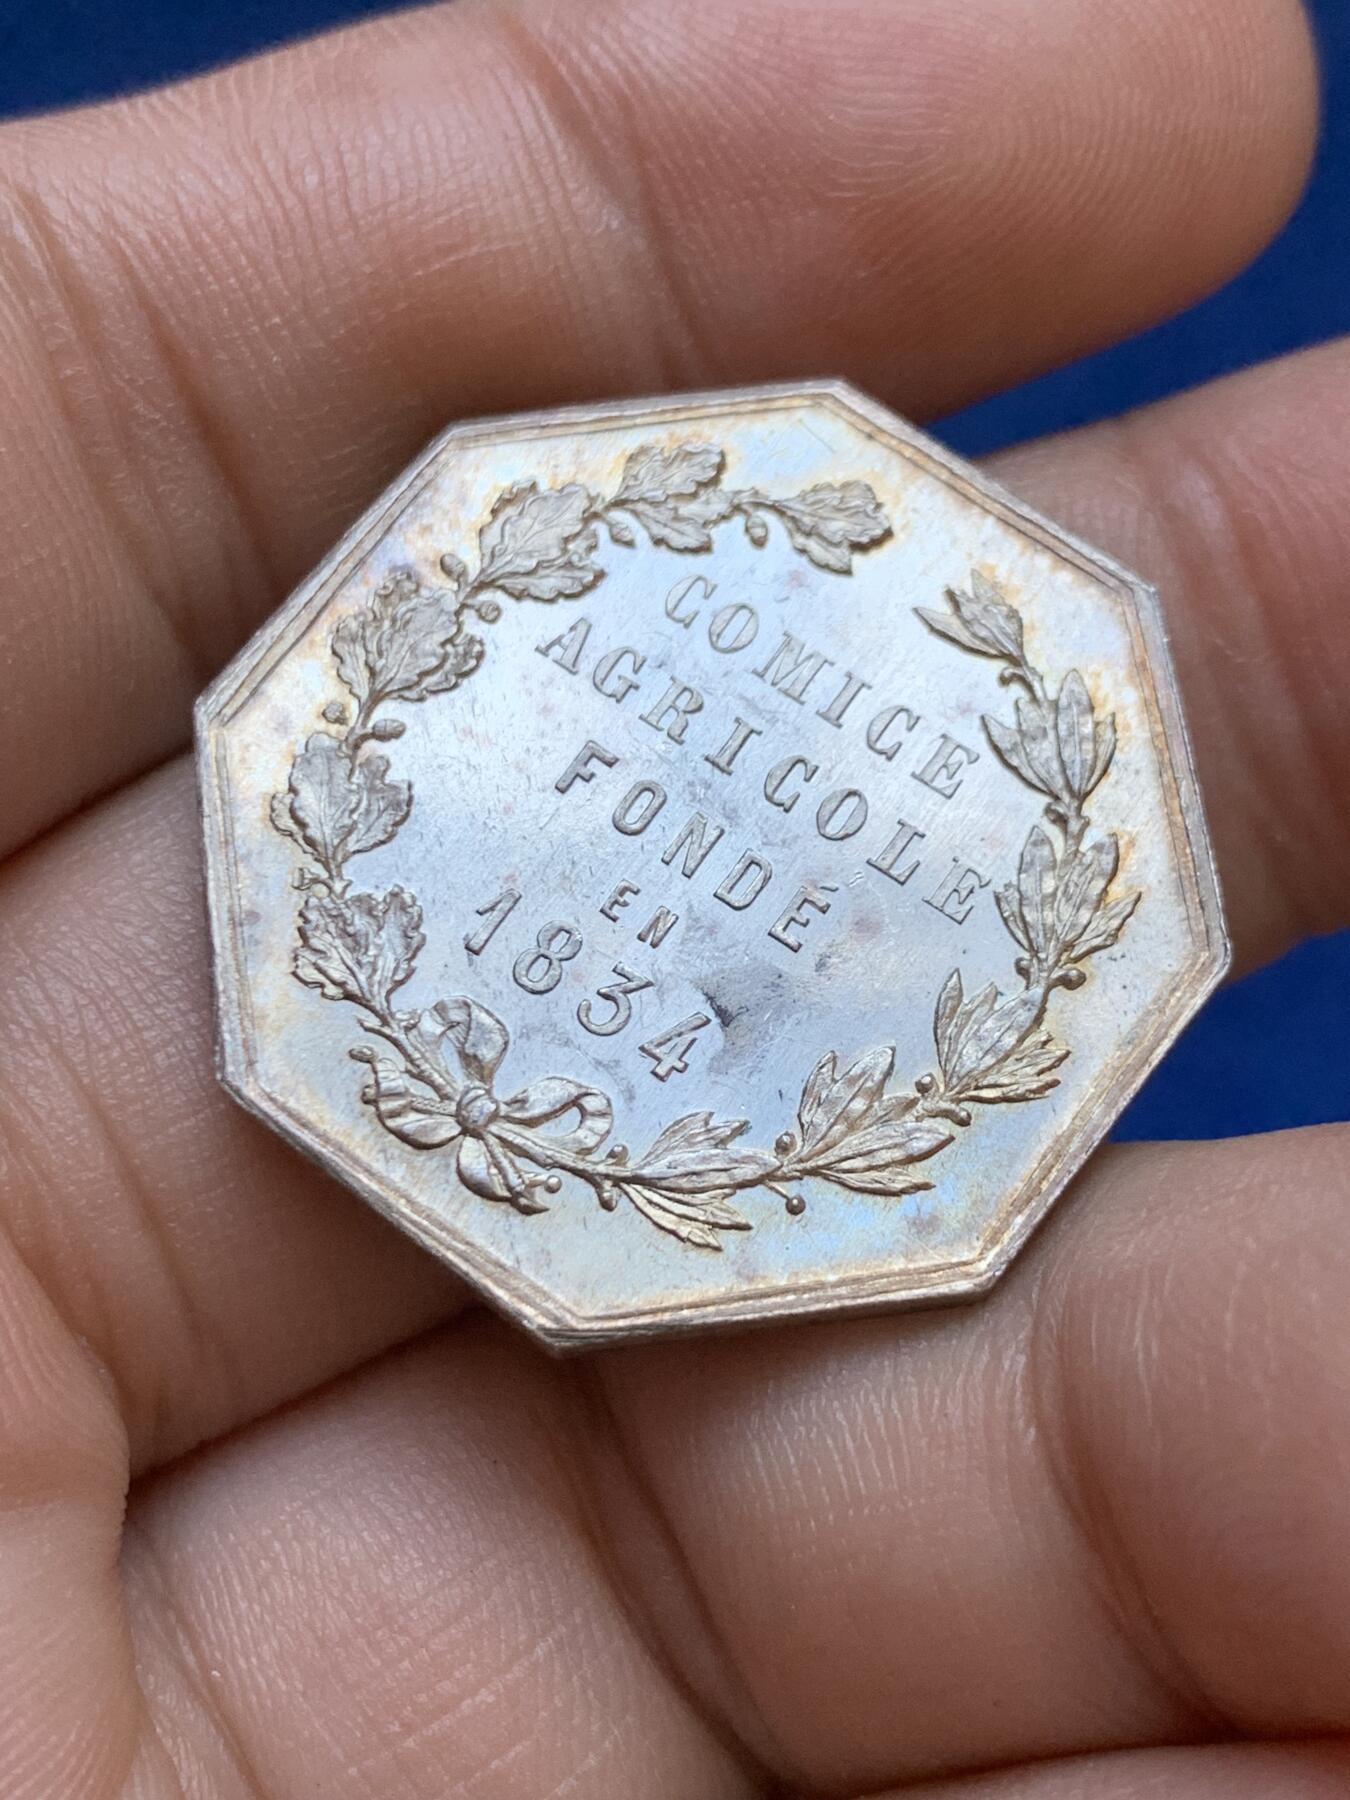 COMICE
AGRICOLE
FONDÉ
EN
1834